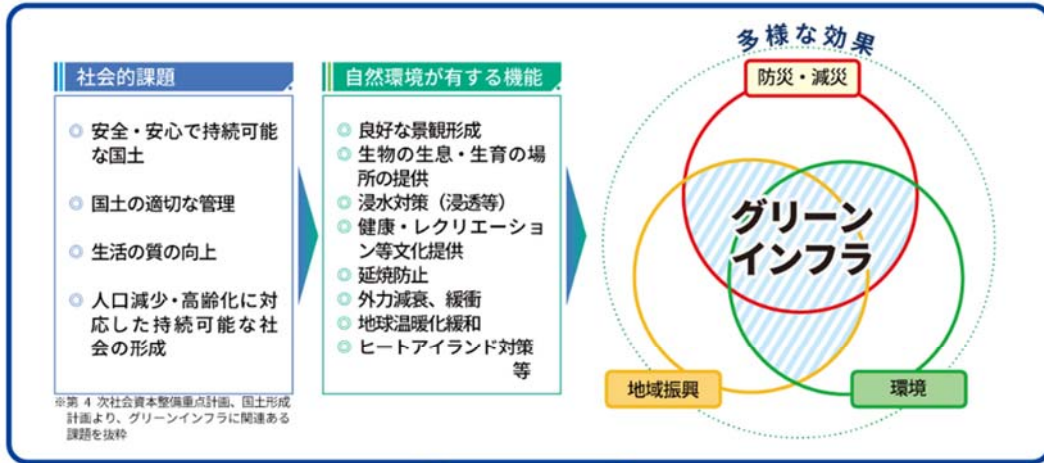 社会的課題
◎ 安全・安心で持続可能
な国土
◎ 国土の適切な管理
◎ 生活の質の向上
◎ 人口減少・高齢化に対
応した持続可能な社
会の形成
※第 4 次社会資本整備重点計画、国土形成
計画より、グリーンインフラに関連ある
課題を抜粋
自然環境が有する機能
◎ 良好な景観形成
◎ 生物の生息・生育の場
所の提供
◎ 浸水対策（浸透等）
◎ 健康・レクリエーショ
ン等文化提供
◎ 延焼防止
◎ 外力減衰、緩衝
◎ 地球温暖化緩和
◎ ヒートアイランド対策
等
多様な効果
防災・減災
グリーン
インフラ
地域振興
環境